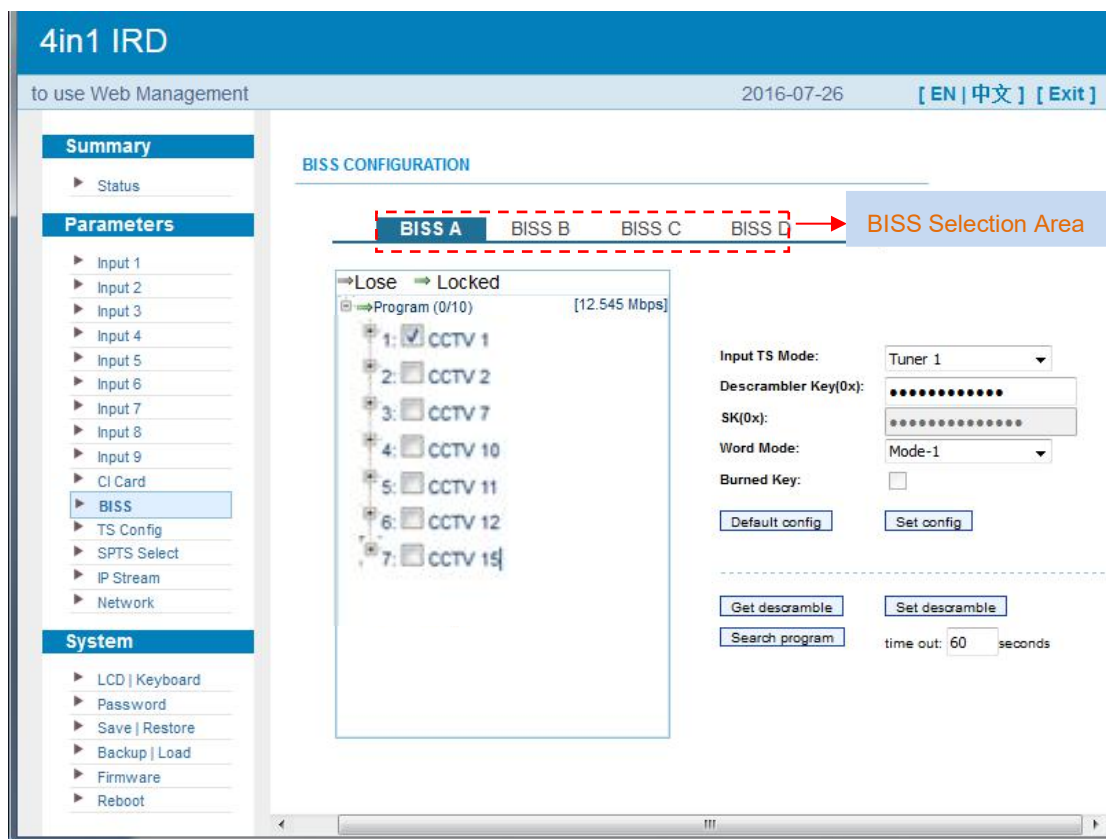 4in1 IRD
to use Web Management 2016-07-26 [ EN | 中文 ] [ Exit ]
Summary
Status
Parameters
Input 1
Input 2
Input 3
Input 4
Input 5
Input 6
Input 7
Input 8
Input 9
CI Card
BISS
TS Config
SPTS Select
IP Stream
Network
System
LCD | Keyboard
Password
Save | Restore
Backup | Load
Firmware
Reboot
BISS CONFIGURATION
BISS A BISS B BISS C BISS D
BISS Selection Area
Lose Locked
Program (0/10) [12.545 Mbps]
1: CCTV 1
2: CCTV 2
3: CCTV 7
4: CCTV 10
5: CCTV 11
6: CCTV 12
7: CCTV 15
Input TS Mode: Tuner 1
Descrambler Key(0x): ●●●●●●●●●●●●
SK(0x): ●●●●●●●●●●●●●●
Word Mode: Mode-1
Burned Key:
Default config Set config
Get descramble Set descramble
Search program time out: 60 seconds